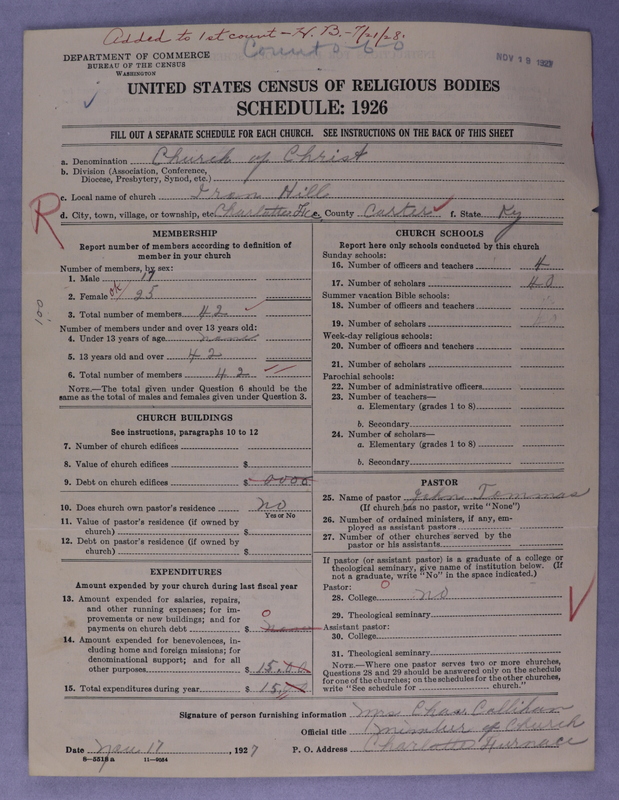 Added to 1st count - H. B. - 7/21/28.
Count 0-6-0
DEPARTMENT OF COMMERCE
BUREAU OF THE CENSUS
WASHINGTON
NOV 19 1927
UNITED STATES CENSUS OF RELIGIOUS BODIES
SCHEDULE: 1926
FILL OUT A SEPARATE SCHEDULE FOR EACH CHURCH. SEE INSTRUCTIONS ON THE BACK OF THIS SHEET
a. Denomination Church of Christ
b. Division (Association, Conference, Diocese, Presbytery, Synod, etc.)
c. Local name of church Iron Hill
d. City, town, village, or township, etc. Charlotte Fce. County Carter f. State Ky
R
100
MEMBERSHIP
Report number of members according to definition of member in your church
Number of members, by sex:
1. Male 17
2. Female ok/ 25
3. Total number of members 42
Number of members under and over 13 years old:
4. Under 13 years of age none
5. 13 years old and over 42
6. Total number of members 42
NOTE.—The total given under Question 6 should be the same as the total of males and females given under Question 3.
CHURCH BUILDINGS
See instructions, paragraphs 10 to 12
7. Number of church edifices
8. Value of church edifices $
9. Debt on church edifices $ 0000
10. Does church own pastor's residence? no
Yes or No
11. Value of pastor's residence (if owned by church) $
12. Debt on pastor's residence (if owned by church) $
EXPENDITURES
Amount expended by your church during last fiscal year
13. Amount expended for salaries, repairs, and other running expenses; for improvements or new buildings; and for payments on church debt $ none 0
14. Amount expended for benevolences, including home and foreign missions; for denominational support; and for all other purposes $ 15.00
15. Total expenditures during year $ 15.00
CHURCH SCHOOLS
Report here only schools conducted by this church
Sunday schools:
16. Number of officers and teachers 4
17. Number of scholars 40
Summer vacation Bible schools:
18. Number of officers and teachers
19. Number of scholars
Week-day religious schools:
20. Number of officers and teachers
21. Number of scholars
Parochial schools:
22. Number of administrative officers
23. Number of teachers—
a. Elementary (grades 1 to 8)
b. Secondary
24. Number of scholars—
a. Elementary (grades 1 to 8)
b. Secondary
PASTOR
25. Name of pastor John Tommas
(If church has no pastor, write "None")
26. Number of ordained ministers, if any, employed as assistant pastors
27. Number of other churches served by the pastor or his assistants
If pastor (or assistant pastor) is a graduate of a college or theological seminary, give name of institution below. (If not a graduate, write "No" in the space indicated.)
Pastor:
28. College 0 no
29. Theological seminary
Assistant pastor:
30. College
31. Theological seminary
NOTE.—Where one pastor serves two or more churches, Questions 28 and 29 should be answered only on the schedule for one of the churches; on the schedules for the other churches, write "See schedule for church."
Signature of person furnishing information Mrs Chas. Callihan
Official title member of Church
Date Nov. 17, 1927 P. O. Address Charlotte Furnace
8-5518a 11-9054